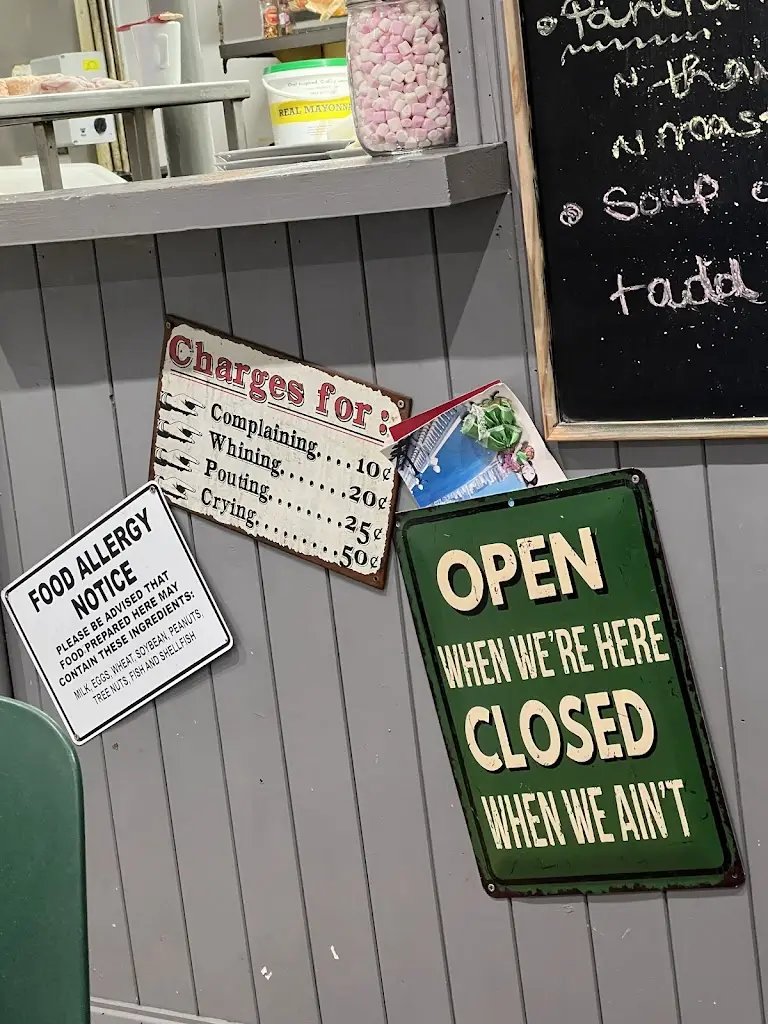 REAL MAYONN
Soup
+add
Charges for :
Complaining....10¢
Whining.......20¢
Pouting.......25¢
Crying.........50¢
FOOD ALLERGY
NOTICE
PLEASE BE ADVISED THAT
FOOD PREPARED HERE MAY
CONTAIN THESE INGREDIENTS:
MILK, EGGS, WHEAT, SOYBEAN, PEANUTS,
TREE NUTS, FISH AND SHELLFISH
OPEN
WHEN WE'RE HERE
CLOSED
WHEN WE AIN'T